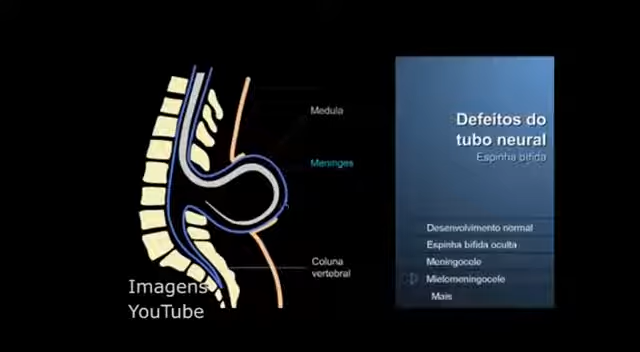 Medula
Meninges
Coluna
vertebral
Imagens
YouTube
Defeitos do
tubo neural
Espinha bífida
Desenvolvimento normal
Espinha bífida oculta
Meningocele
Mielomeningocele
Mais